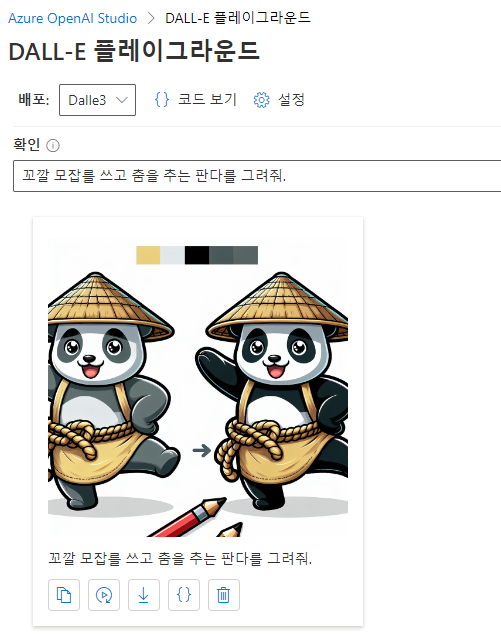 Azure OpenAI Studio > DALL-E 플레이그라운드
DALL-E 플레이그라운드
배포: Dalle3 {} 코드 보기 설정
확인
꼬깔 모잡를 쓰고 춤을 추는 판다를 그려줘.
꼬깔 모잡를 쓰고 춤을 추는 판다를 그려줘.